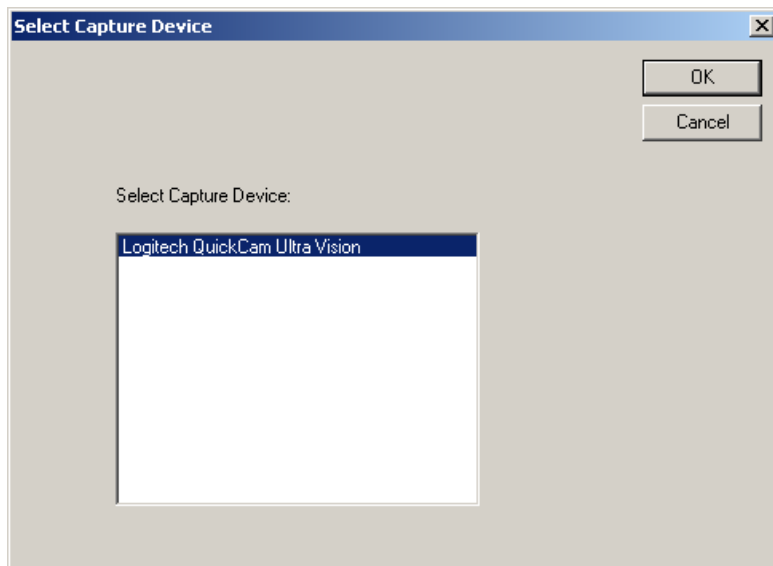 Select Capture Device
OK
Cancel
Select Capture Device:
Logitech QuickCam Ultra Vision